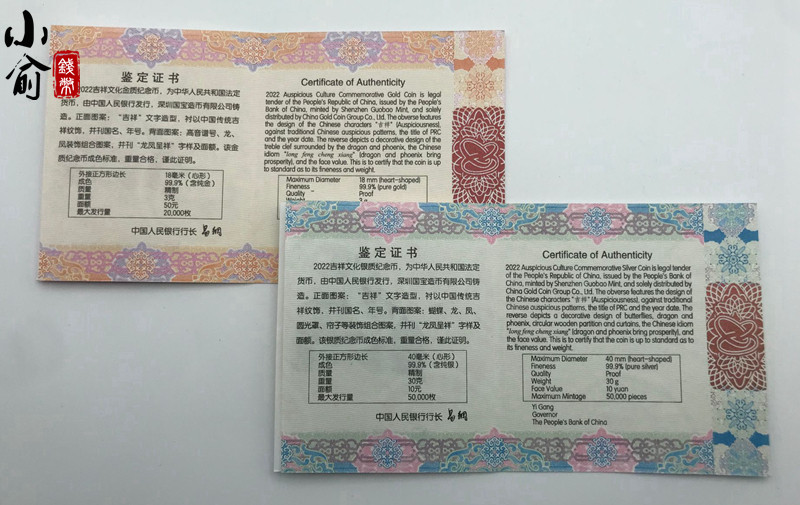 小俞
錢幣
鉴定证书
2022吉祥文化金质纪念币，为中华人民共和国法定
货币，由中国人民银行发行，深圳国宝造币有限公司铸
造。正面图案：“吉祥”文字造型，衬以中国传统吉
祥纹饰，并刊国名、年号。背面图案：高音谱号、龙、
凤装饰组合图案，并刊“龙凤呈祥”字样及面额。该金
质纪念币成色标准，重量合格，谨此证明。
外接正方形边长 18毫米（心形）
成色 99.9%（含纯金）
质量 精制
重量 3克
面额 50元
最大发行量 20,000枚
中国人民银行行长
Certificate of Authenticity
2022 Auspicious Culture Commemorative Gold Coin is legal
tender of the People's Republic of China, issued by the People's
Bank of China, minted by Shenzhen Guobao Mint, and solely
distributed by China Gold Coin Group Co., Ltd. The obverse features
the design of the Chinese characters "吉祥" (Auspiciousness),
against traditional Chinese auspicious patterns, the title of PRC
and the year date. The reverse depicts a decorative design of the
treble clef surrounded by the dragon and phoenix, the Chinese
idiom "long feng cheng xiang" (dragon and phoenix bring
prosperity), and the face value. This is to certify that the coin is up
to standard as to its fineness and weight.
Maximum Diameter 18 mm (heart-shaped)
Fineness 99.9% (pure gold)
Quality Proof
Weight 3 g
鉴定证书
2022吉祥文化银质纪念币，为中华人民共和国法定
货币，由中国人民银行发行，深圳国宝造币有限公司铸
造。正面图案：“吉祥”文字造型，衬以中国传统吉
祥纹饰，并刊国名、年号。背面图案：蝴蝶、龙、凤、
圆光罩、帘子等装饰组合图案，并刊“龙凤呈祥”字样及
面额。该银质纪念币成色标准，重量合格，谨此证明。
外接正方形边长 40毫米（心形）
成色 99.9%（含纯银）
质量 精制
重量 30克
面额 10元
最大发行量 50,000枚
中国人民银行行长
Certificate of Authenticity
2022 Auspicious Culture Commemorative Silver Coin is legal tender
of the People's Republic of China, issued by the People's Bank of
China, minted by Shenzhen Guobao Mint, and solely distributed by
China Gold Coin Group Co., Ltd. The obverse features the design of
the Chinese characters "吉祥" (Auspiciousness), against traditional
Chinese auspicious patterns, the title of PRC and the year date. The
reverse depicts a decorative design of butterflies, dragon and
phoenix, circular wooden partition and curtains, the Chinese idiom
"long feng cheng xiang" (dragon and phoenix bring prosperity), and
the face value. This is to certify that the coin is up to standard as to
its fineness and weight.
Maximum Diameter 40 mm (heart-shaped)
Fineness 99.9% (pure silver)
Quality Proof
Weight 30 g
Face Value 10 yuan
Maximum Mintage 50,000 pieces
Yi Gang
Governor
The People's Bank of China